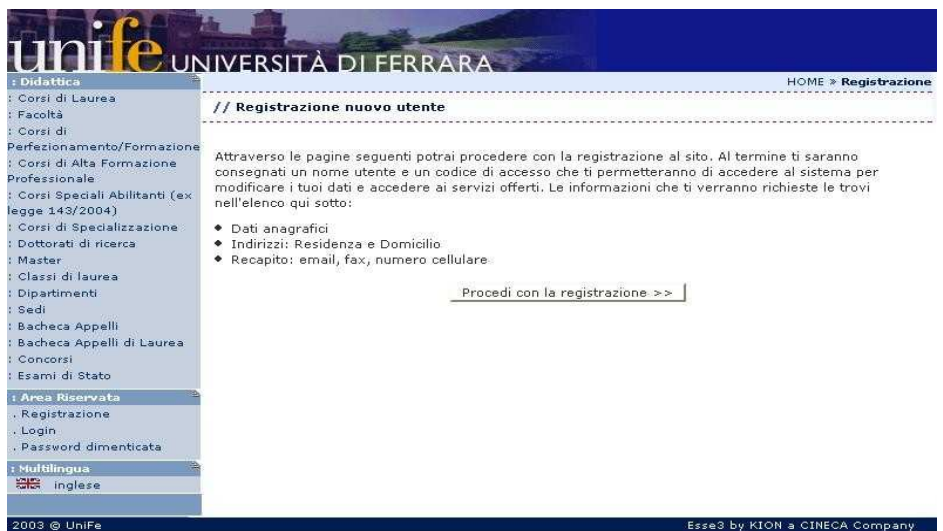 unife UNIVERSITÀ DI FERRARA
: Didattica
: Corsi di Laurea
: Facoltà
: Corsi di
Perfezionamento/Formazione
: Corsi di Alta Formazione
Professionale
: Corsi Speciali Abilitanti (ex
legge 143/2004)
: Corsi di Specializzazione
: Dottorati di ricerca
: Master
: Classi di laurea
: Dipartimenti
: Sedi
: Bacheca Appelli
: Bacheca Appelli di Laurea
: Concorsi
: Esami di Stato
: Area Riservata
. Registrazione
. Login
. Password dimenticata
: Multilingua
inglese
HOME » Registrazione
// Registrazione nuovo utente
Attraverso le pagine seguenti potrai procedere con la registrazione al sito. Al termine ti saranno
consegnati un nome utente e un codice di accesso che ti permetteranno di accedere al sistema per
modificare i tuoi dati e accedere ai servizi offerti. Le informazioni che ti verranno richieste le trovi
nell'elenco qui sotto:
◆ Dati anagrafici
◆ Indirizzi: Residenza e Domicilio
◆ Recapito: email, fax, numero cellulare
Procedi con la registrazione >>
2003 © UniFe
Esse3 by KION a CINECA Company